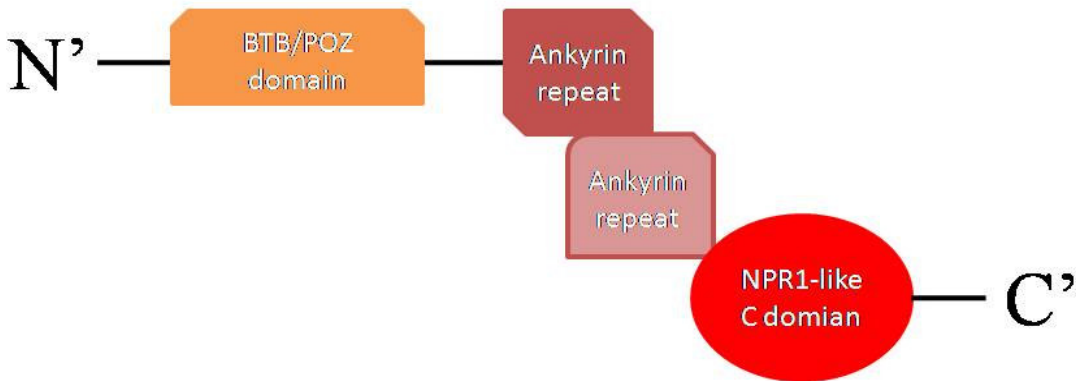 N’
BTB/POZ
domain
Ankyrin
repeat
Ankyrin
repeat
NPR1-like
C domian
C’